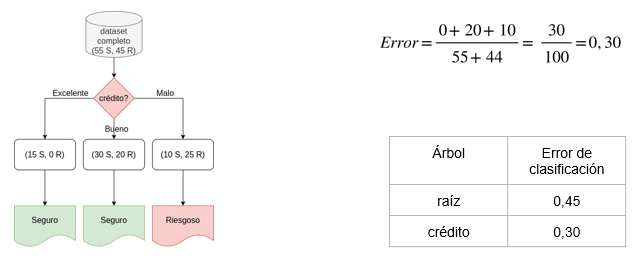 dataset
completo
(55 S, 45 R)
Excelente
crédito?
Malo
Bueno
(15 S, 0 R)
(30 S, 20 R)
(10 S, 25 R)
Seguro
Seguro
Riesgoso
Error = 0 + 20 + 10 / 55 + 44 = 30 / 100 = 0, 30
Árbol
Error de
clasificación
raíz
0,45
crédito
0,30